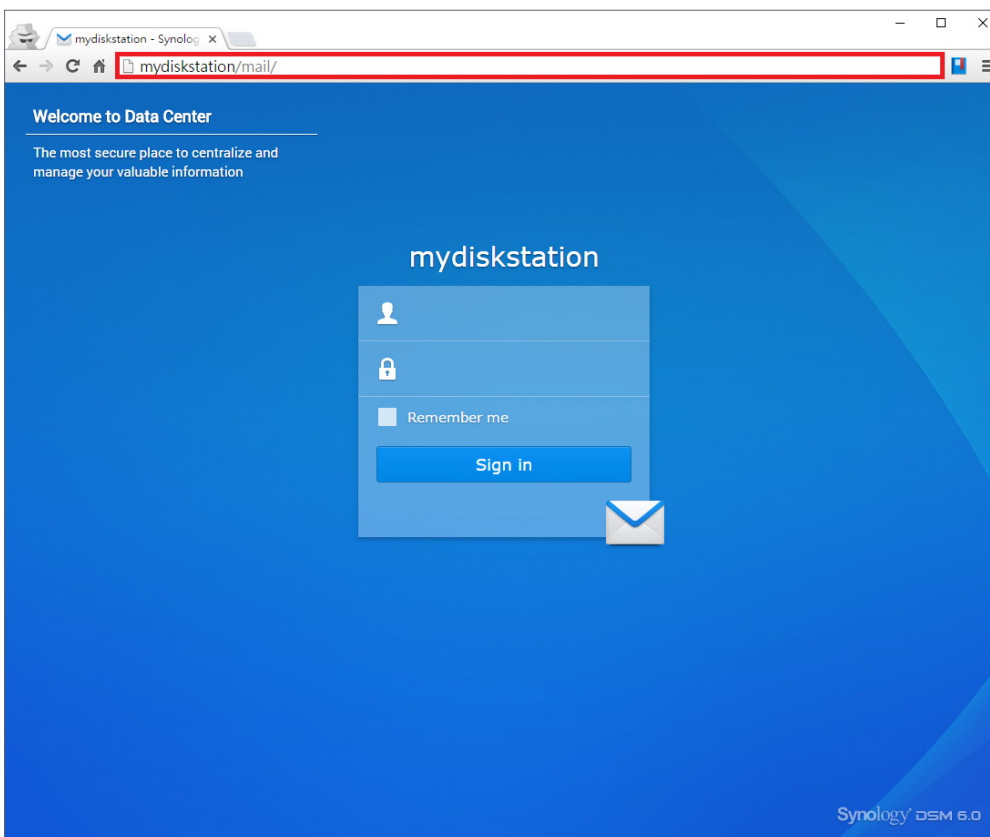 mydiskstation - Synolog
mydiskstation/mail/
Welcome to Data Center
The most secure place to centralize and
manage your valuable information
mydiskstation
Remember me
Sign in
Synology DSM 6.0